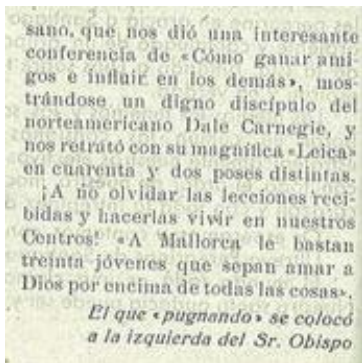 sano, que nos dió una interesante
conferencia de «Cómo ganar ami-
gos e influir en los demás», mos-
trándose un digno discípulo del
norteamericano Dale Carnegie, y
nos retrató con su magnífica «Leica»
en cuarenta y dos poses distintas.
¡A no olvidar las lecciones reci-
bidas y hacerlas vivir en nuestros
Centros! «A Mallorca le bastan
treinta jóvenes que sepan amar a
Dios por encima de todas las cosas».
El que «pugnando» se colocó
a la izquierda del Sr. Obispo